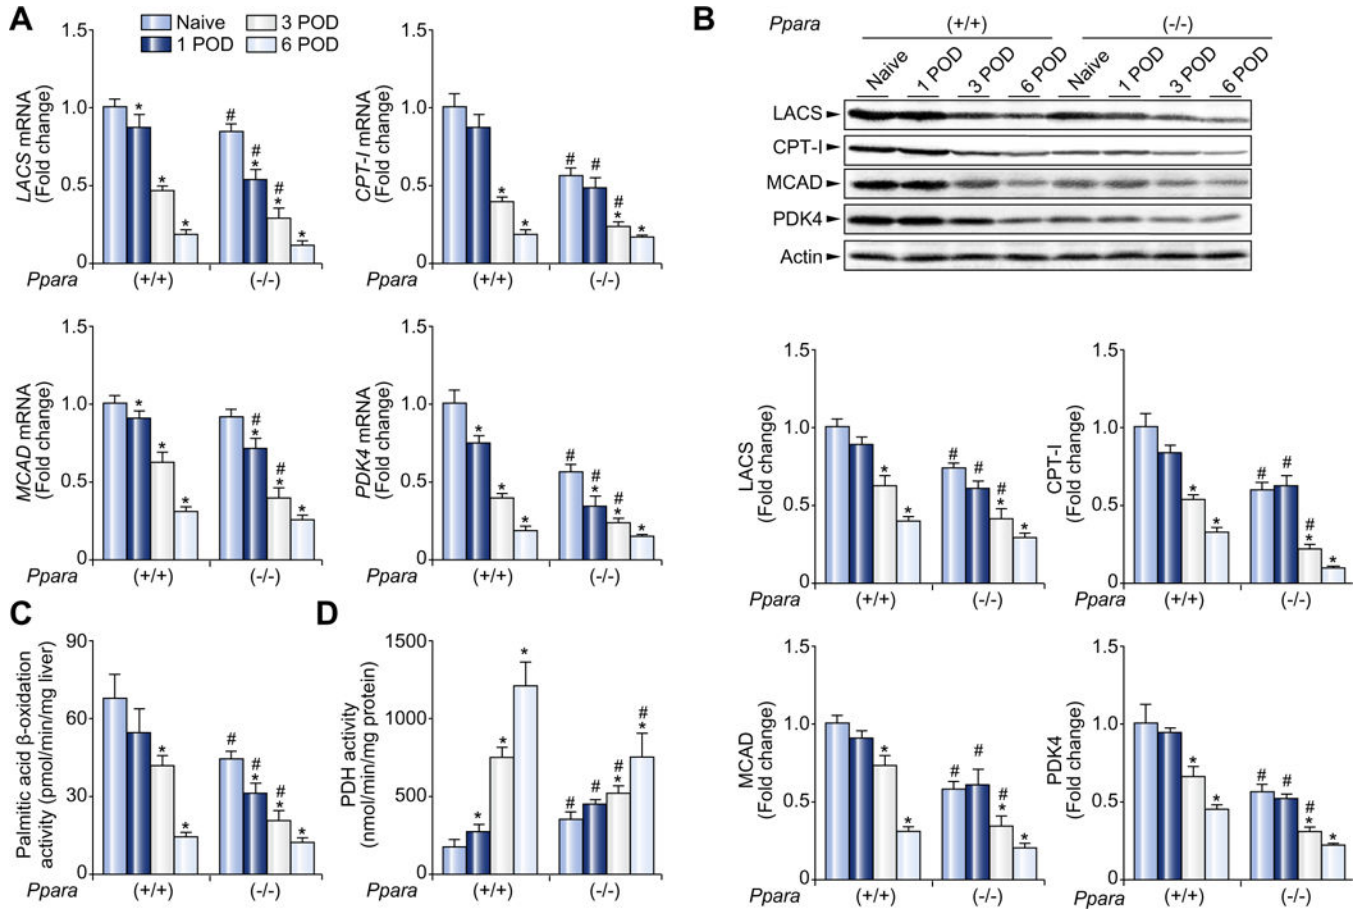 A
Naive
3 POD
1 POD
6 POD
LACS mRNA
(Fold change)
1.5
1.0
0.5
0
* * *
# # * # * *
Ppara (+/+) (-/-)
CPT-I mRNA
(Fold change)
1.5
1.0
0.5
0
* *
# # # * *
Ppara (+/+) (-/-)
MCAD mRNA
(Fold change)
1.5
1.0
0.5
0
* * *
# * # * *
Ppara (+/+) (-/-)
PDK4 mRNA
(Fold change)
1.5
1.0
0.5
0
* * *
# # * # * *
Ppara (+/+) (-/-)
B
Ppara (+/+) (-/-)
Naive 1 POD 3 POD 6 POD Naive 1 POD 3 POD 6 POD
LACS
CPT-I
MCAD
PDK4
Actin
LACS
(Fold change)
1.5
1.0
0.5
0
* *
# # # * *
Ppara (+/+) (-/-)
CPT-I
(Fold change)
1.5
1.0
0.5
0
* *
# # # * *
(+/+) (-/-)
MCAD
(Fold change)
1.5
1.0
0.5
0
* *
# # # * *
Ppara (+/+) (-/-)
PDK4
(Fold change)
1.5
1.0
0.5
0
* *
# # # * *
(+/+) (-/-)
C
Palmitic acid β-oxidation
activity (pmol/min/mg liver)
90
60
30
0
* *
# # * # * *
Ppara (+/+) (-/-)
D
PDH activity
(nmol/min/mg protein)
1500
1000
500
0
* * *
# # * # * # *
(+/+) (-/-)